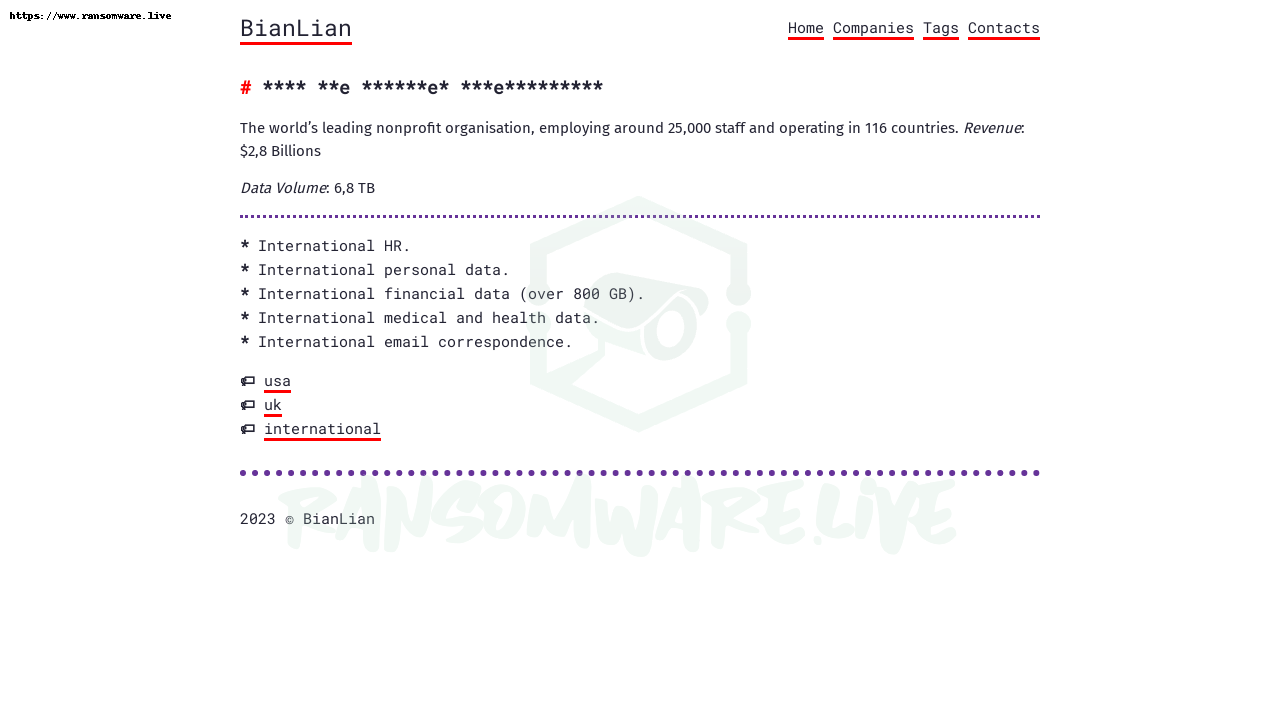 https://www.ransomware.live
BianLian
Home Companies Tags Contacts
# **** **e ******e* ***e*********
The world’s leading nonprofit organisation, employing around 25,000 staff and operating in 116 countries. Revenue:
$2,8 Billions
Data Volume: 6,8 TB
* International HR.
* International personal data.
* International financial data (over 800 GB).
* International medical and health data.
* International email correspondence.
usa
uk
international
RANSOMWARE.LIVE
2023 © BianLian